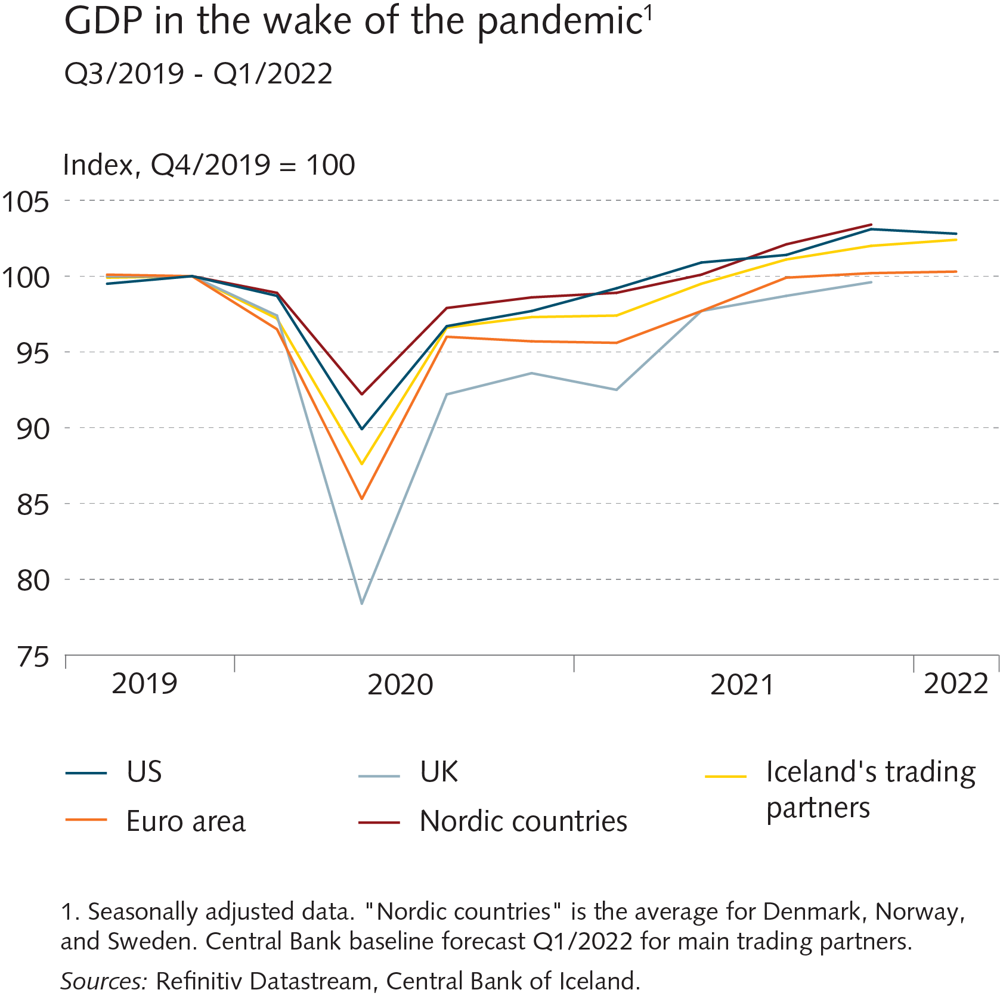 GDP in the wake of the pandemic¹
Q3/2019 - Q1/2022
Index, Q4/2019 = 100
105
100
95
90
85
80
75
2019
2020
2021
2022
US
UK
Iceland's trading
partners
Euro area
Nordic countries
1. Seasonally adjusted data. "Nordic countries" is the average for Denmark, Norway,
and Sweden. Central Bank baseline forecast Q1/2022 for main trading partners.
Sources: Refinitiv Datastream, Central Bank of Iceland.